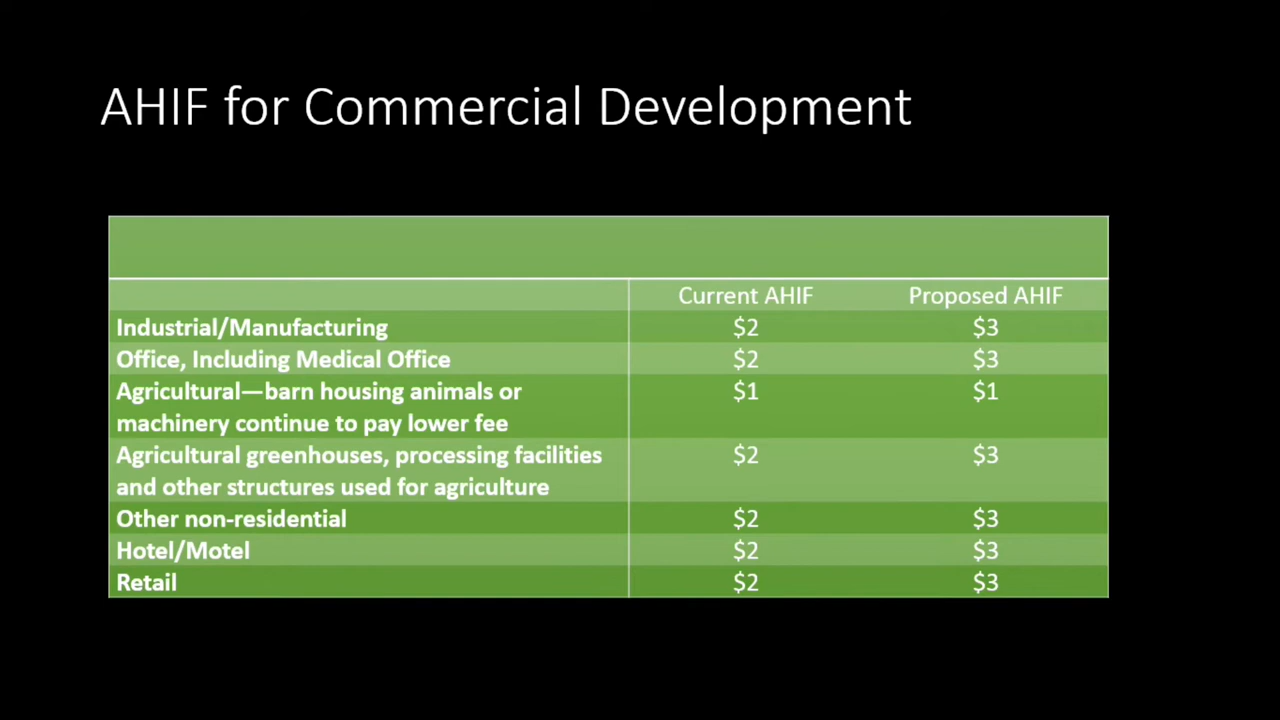 AHIF for Commercial Development
Current AHIF Proposed AHIF
Industrial/Manufacturing $2 $3
Office, Including Medical Office $2 $3
Agricultural—barn housing animals or $1 $1
machinery continue to pay lower fee
Agricultural greenhouses, processing facilities $2 $3
and other structures used for agriculture
Other non-residential $2 $3
Hotel/Motel $2 $3
Retail $2 $3